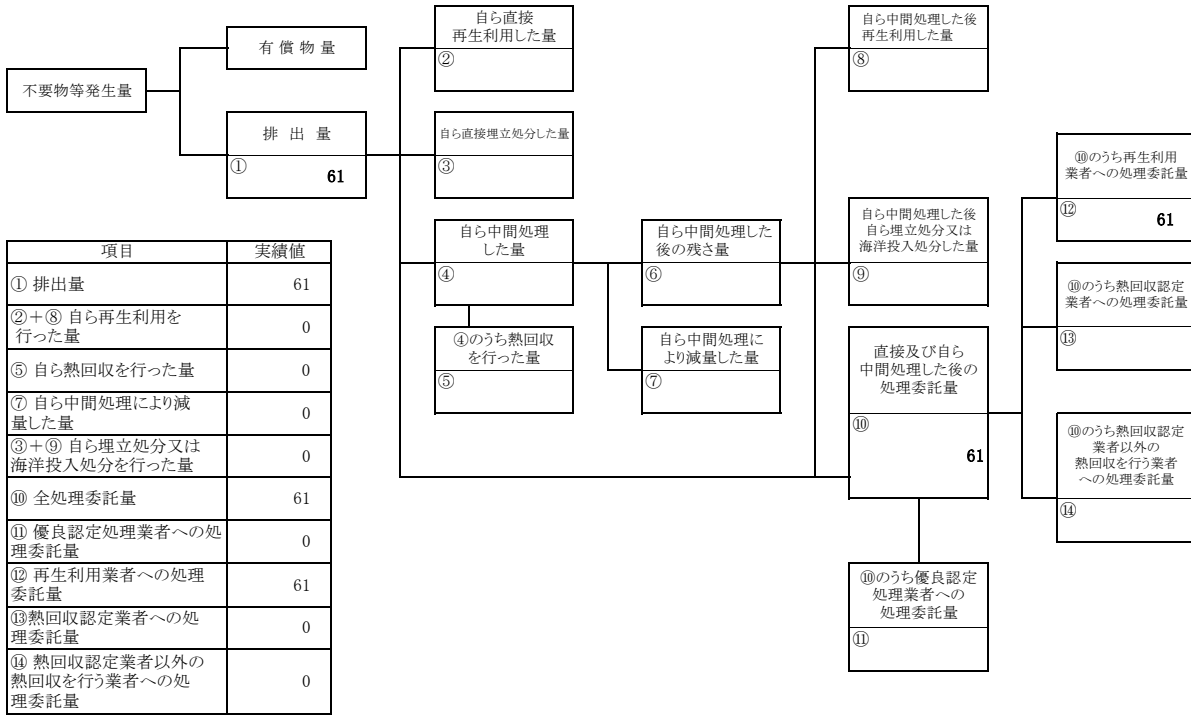 不要物等発生量
有償物量
排出量
①
61
自ら直接
再生利用した量
②
自ら直接埋立処分した量
③
自ら中間処理
した量
④
④のうち熱回収
を行った量
⑤
自ら中間処理した
後の残さ量
⑥
自ら中間処理に
より減量した量
⑦
自ら中間処理した後
再生利用した量
⑧
自ら中間処理した後
自ら埋立処分又は
海洋投入処分した量
⑨
直接及び自ら
中間処理した後の
処理委託量
⑩
61
⑩のうち優良認定
処理業者への
処理委託量
⑪
⑩のうち再生利用
業者への処理委託量
⑫
61
⑩のうち熱回収認定
業者への処理委託量
⑬
⑩のうち熱回収認定
業者以外の
熱回収を行う業者
への処理委託量
⑭
項目 実績値
① 排出量 61
②+⑧ 自ら再生利用を
行った量 0
⑤ 自ら熱回収を行った量 0
⑦ 自ら中間処理により減
量した量 0
③+⑨ 自ら埋立処分又は
海洋投入処分を行った量 0
⑩ 全処理委託量 61
⑪ 優良認定処理業者への処
理委託量 0
⑫ 再生利用業者への処理
委託量 61
⑬熱回収認定業者への処
理委託量 0
⑭ 熱回収認定業者以外の
熱回収を行う業者への処
理委託量 0